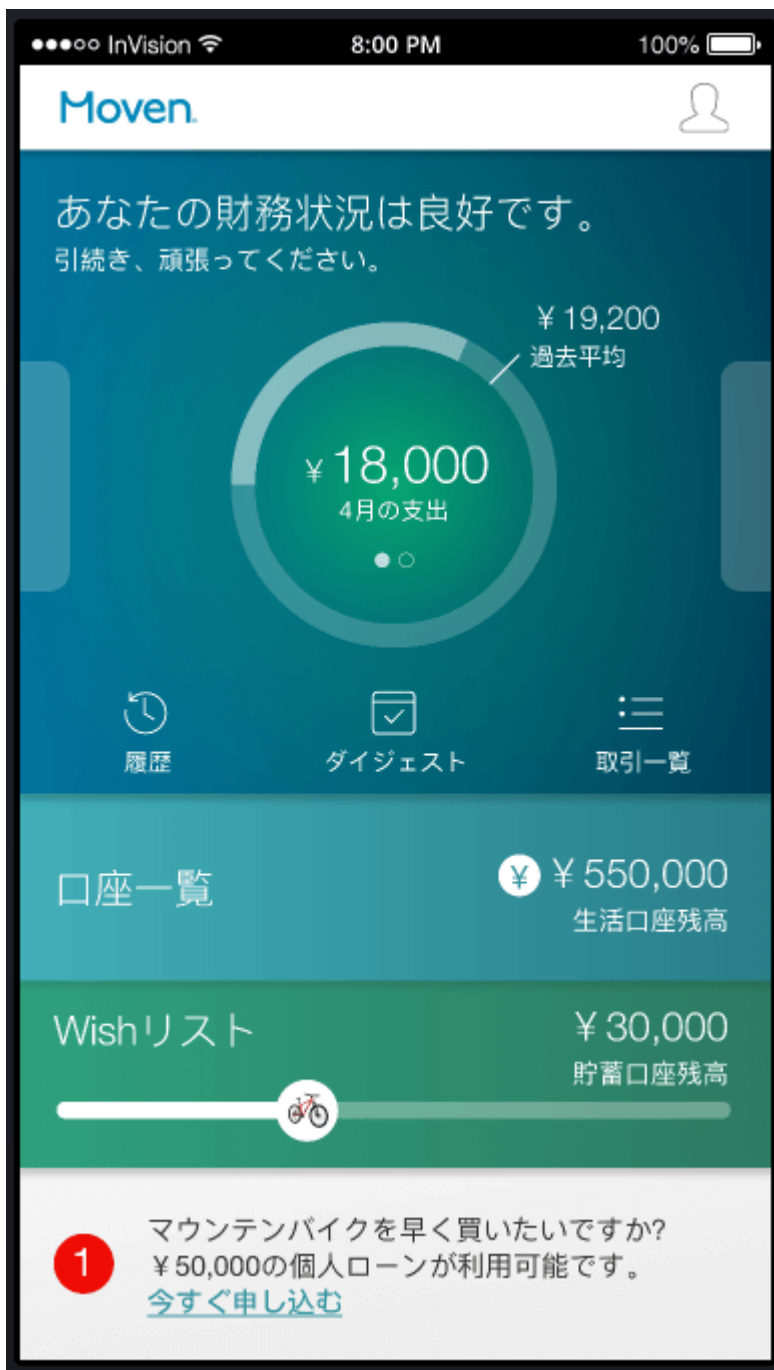 InVision 8:00 PM 100%
Moven.
あなたの財務状況は良好です。
引続き、頑張ってください。
¥ 19,200
過去平均
¥ 18,000
4月の支出
履歴 ダイジェスト 取引一覧
口座一覧
¥ ¥ 550,000
生活口座残高
Wishリスト
¥ 30,000
貯蓄口座残高
1
マウンテンバイクを早く買いたいですか?
¥ 50,000の個人ローンが利用可能です。
今すぐ申し込む